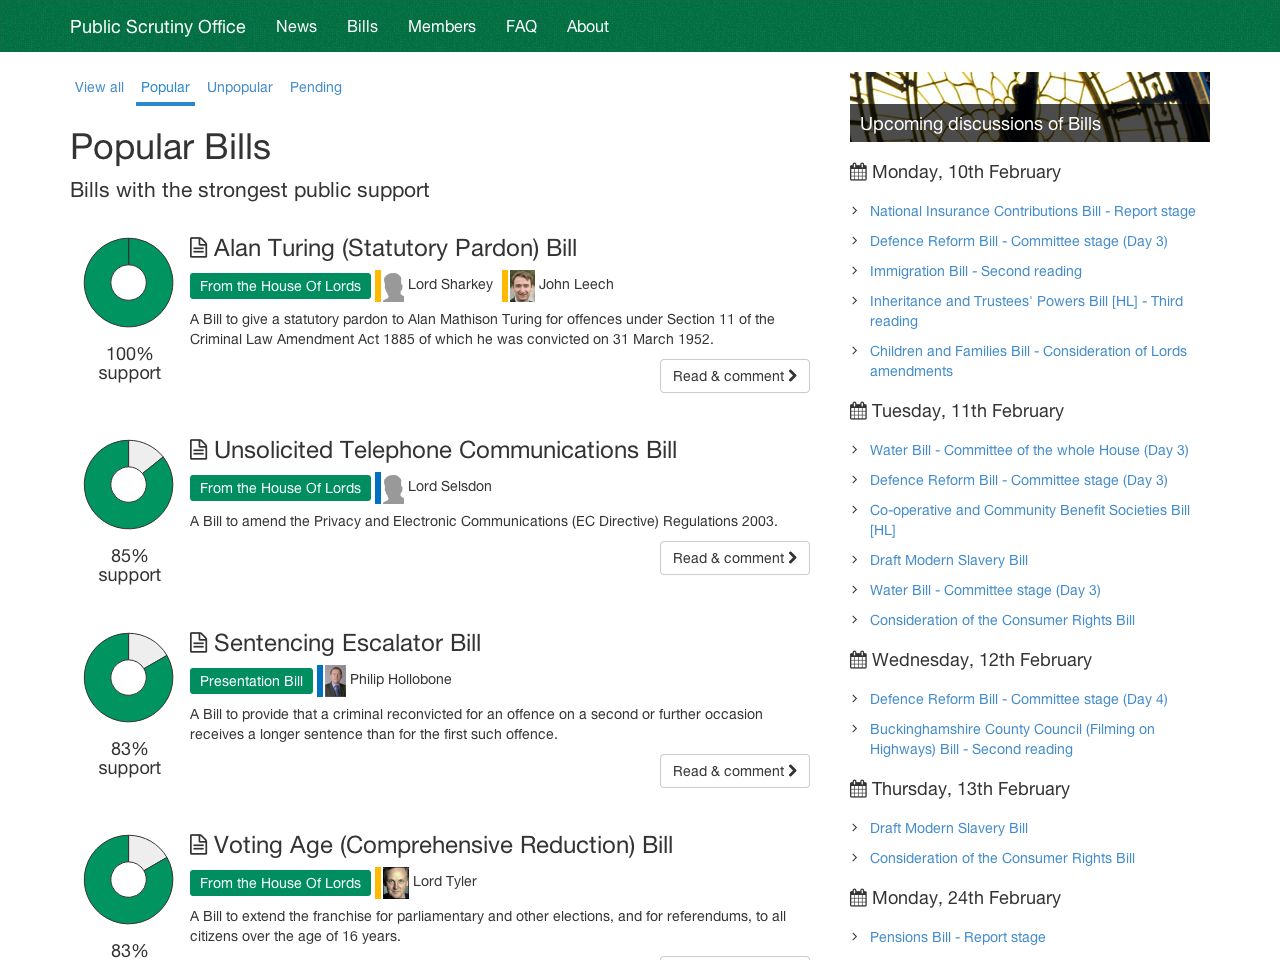 Public Scrutiny Office News Bills Members FAQ About
View all Popular Unpopular Pending
Popular Bills
Bills with the strongest public support
100%
support
Alan Turing (Statutory Pardon) Bill
From the House Of Lords Lord Sharkey John Leech
A Bill to give a statutory pardon to Alan Mathison Turing for offences under Section 11 of the
Criminal Law Amendment Act 1885 of which he was convicted on 31 March 1952.
Read & comment
85%
support
Unsolicited Telephone Communications Bill
From the House Of Lords Lord Selsdon
A Bill to amend the Privacy and Electronic Communications (EC Directive) Regulations 2003.
Read & comment
83%
support
Sentencing Escalator Bill
Presentation Bill Philip Hollobone
A Bill to provide that a criminal reconvicted for an offence on a second or further occasion
receives a longer sentence than for the first such offence.
Read & comment
83%
Voting Age (Comprehensive Reduction) Bill
From the House Of Lords Lord Tyler
A Bill to extend the franchise for parliamentary and other elections, and for referendums, to all
citizens over the age of 16 years.
Upcoming discussions of Bills
Monday, 10th February
National Insurance Contributions Bill - Report stage
Defence Reform Bill - Committee stage (Day 3)
Immigration Bill - Second reading
Inheritance and Trustees' Powers Bill [HL] - Third
reading
Children and Families Bill - Consideration of Lords
amendments
Tuesday, 11th February
Water Bill - Committee of the whole House (Day 3)
Defence Reform Bill - Committee stage (Day 3)
Co-operative and Community Benefit Societies Bill
[HL]
Draft Modern Slavery Bill
Water Bill - Committee stage (Day 3)
Consideration of the Consumer Rights Bill
Wednesday, 12th February
Defence Reform Bill - Committee stage (Day 4)
Buckinghamshire County Council (Filming on
Highways) Bill - Second reading
Thursday, 13th February
Draft Modern Slavery Bill
Consideration of the Consumer Rights Bill
Monday, 24th February
Pensions Bill - Report stage